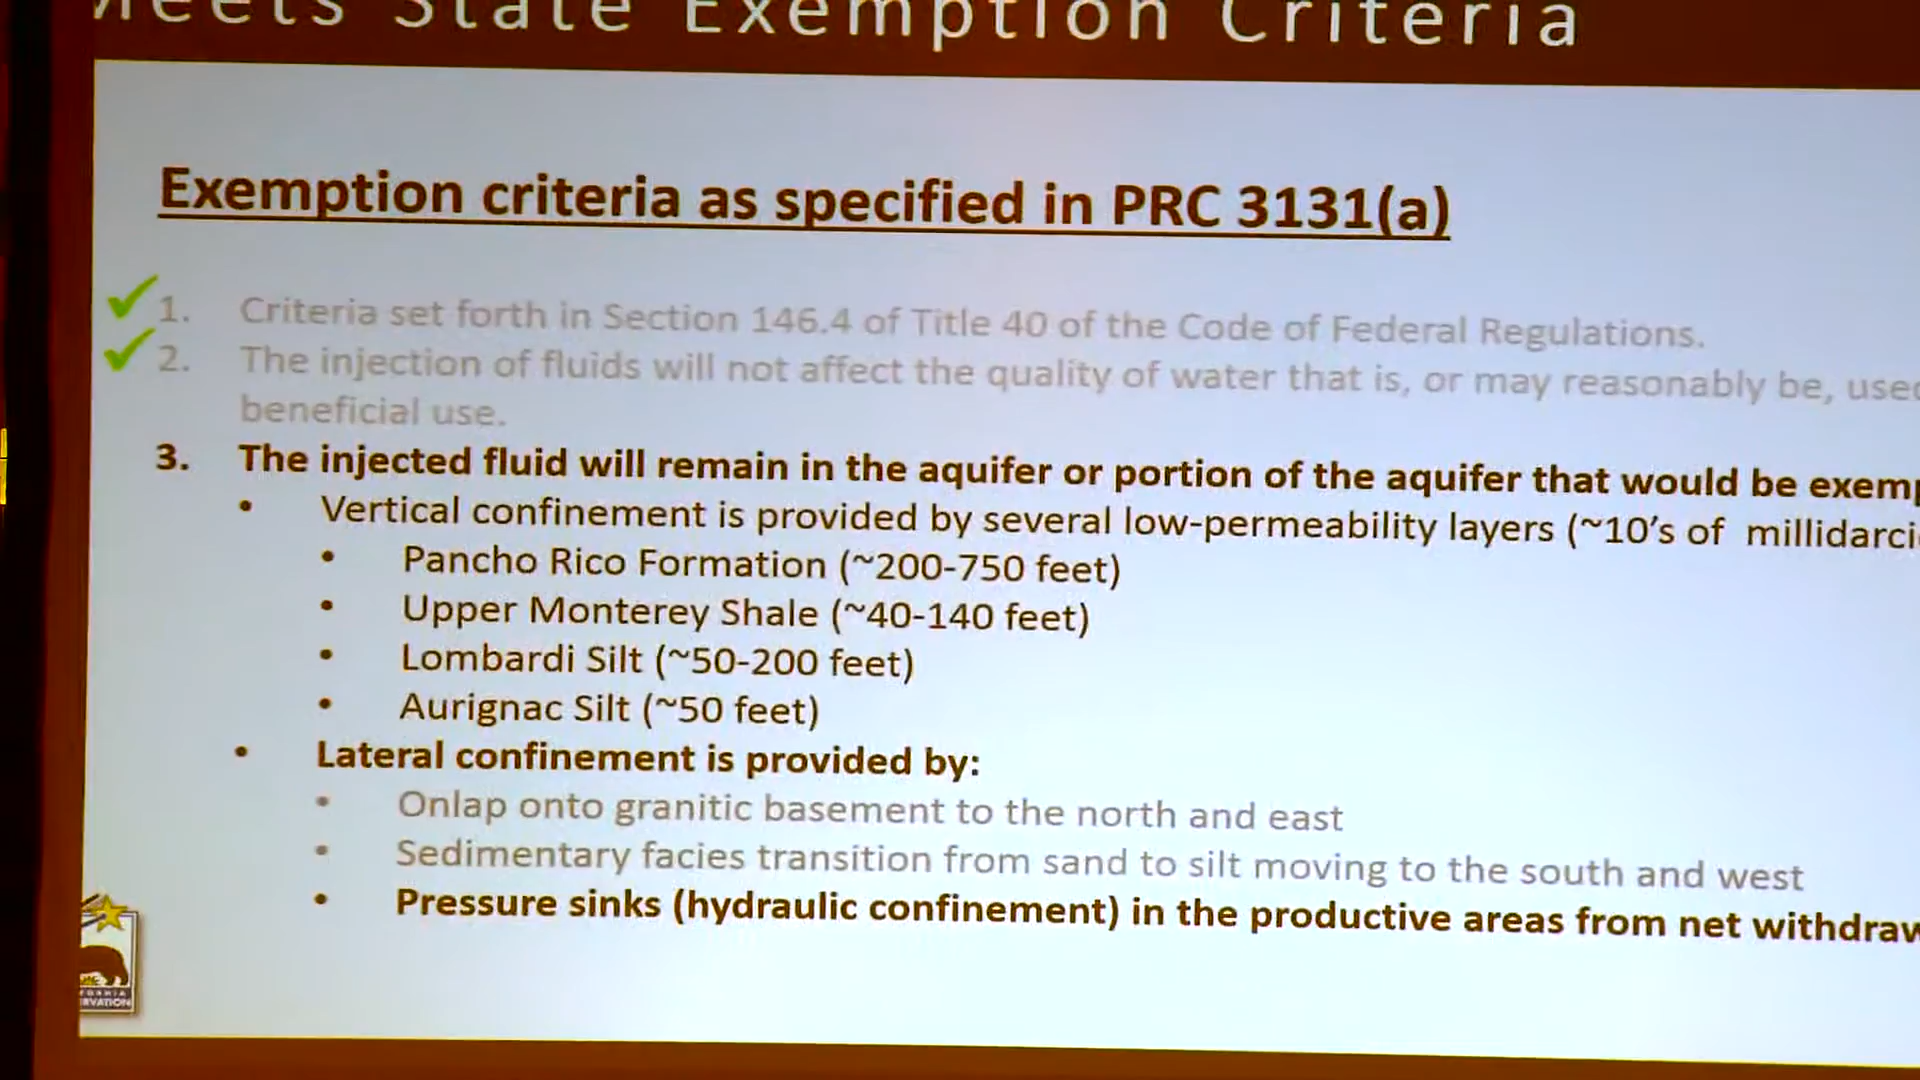 Meets State Exemption Criteria
Exemption criteria as specified in PRC 3131(a)
1. Criteria set forth in Section 146.4 of Title 40 of the Code of Federal Regulations.
2. The injection of fluids will not affect the quality of water that is, or may reasonably be, used
beneficial use.
3. The injected fluid will remain in the aquifer or portion of the aquifer that would be exemp
• Vertical confinement is provided by several low-permeability layers (~10's of millidarci
• Pancho Rico Formation (~200-750 feet)
• Upper Monterey Shale (~40-140 feet)
• Lombardi Silt (~50-200 feet)
• Aurignac Silt (~50 feet)
• Lateral confinement is provided by:
• Onlap onto granitic basement to the north and east
• Sedimentary facies transition from sand to silt moving to the south and west
• Pressure sinks (hydraulic confinement) in the productive areas from net withdraw
FORNIA
RVATION